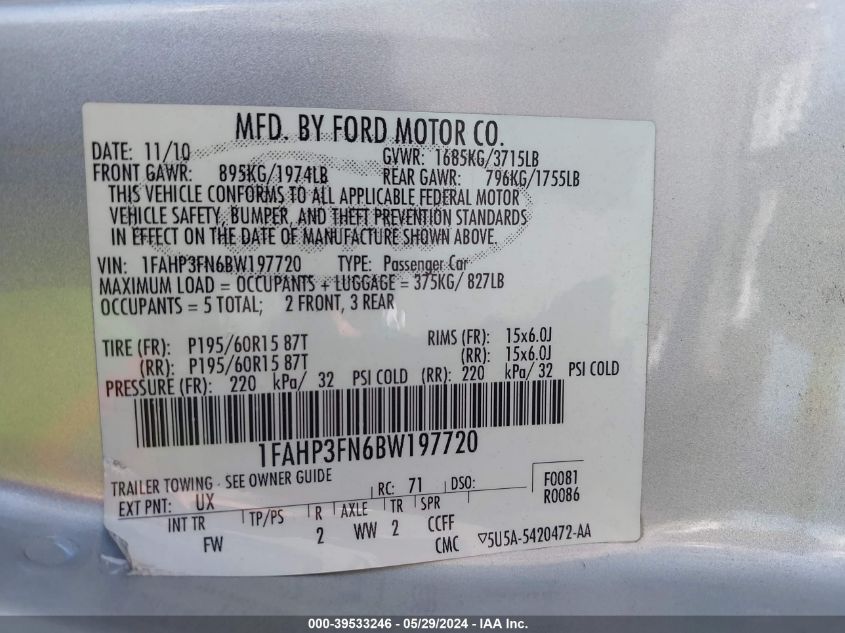 MFD. BY FORD MOTOR CO.
DATE: 11/10 GVWR: 1685KG/3715LB
FRONT GAWR: 895KG/1974LB REAR GAWR: 796KG/1755LB
THIS VEHICLE CONFORMS TO ALL APPLICABLE FEDERAL MOTOR
VEHICLE SAFETY, BUMPER, AND THEFT PREVENTION STANDARDS
IN EFFECT ON THE DATE OF MANUFACTURE SHOWN ABOVE.
VIN: 1FAHP3FN6BW197720 TYPE: Passenger Car
MAXIMUM LOAD = OCCUPANTS + LUGGAGE = 375KG/ 827LB
OCCUPANTS = 5 TOTAL; 2 FRONT, 3 REAR
TIRE (FR): P195/60R15 87T RIMS (FR): 15x6.0J
(RR): P195/60R15 87T (RR): 15x6.0J
PRESSURE (FR): 220 kPa/ 32 PSI COLD (RR): 220 kPa/ 32 PSI COLD
1FAHP3FN6BW197720
TRAILER TOWING - SEE OWNER GUIDE
EXT PNT: UX RC: 71 DSO: F0081
R0086
INT TR TP/PS R AXLE TR SPR
FW 2 WW 2 CCFF
CMC ▽5U5A-5420472-AA
000-39533246 - 05/29/2024 - IAA Inc.